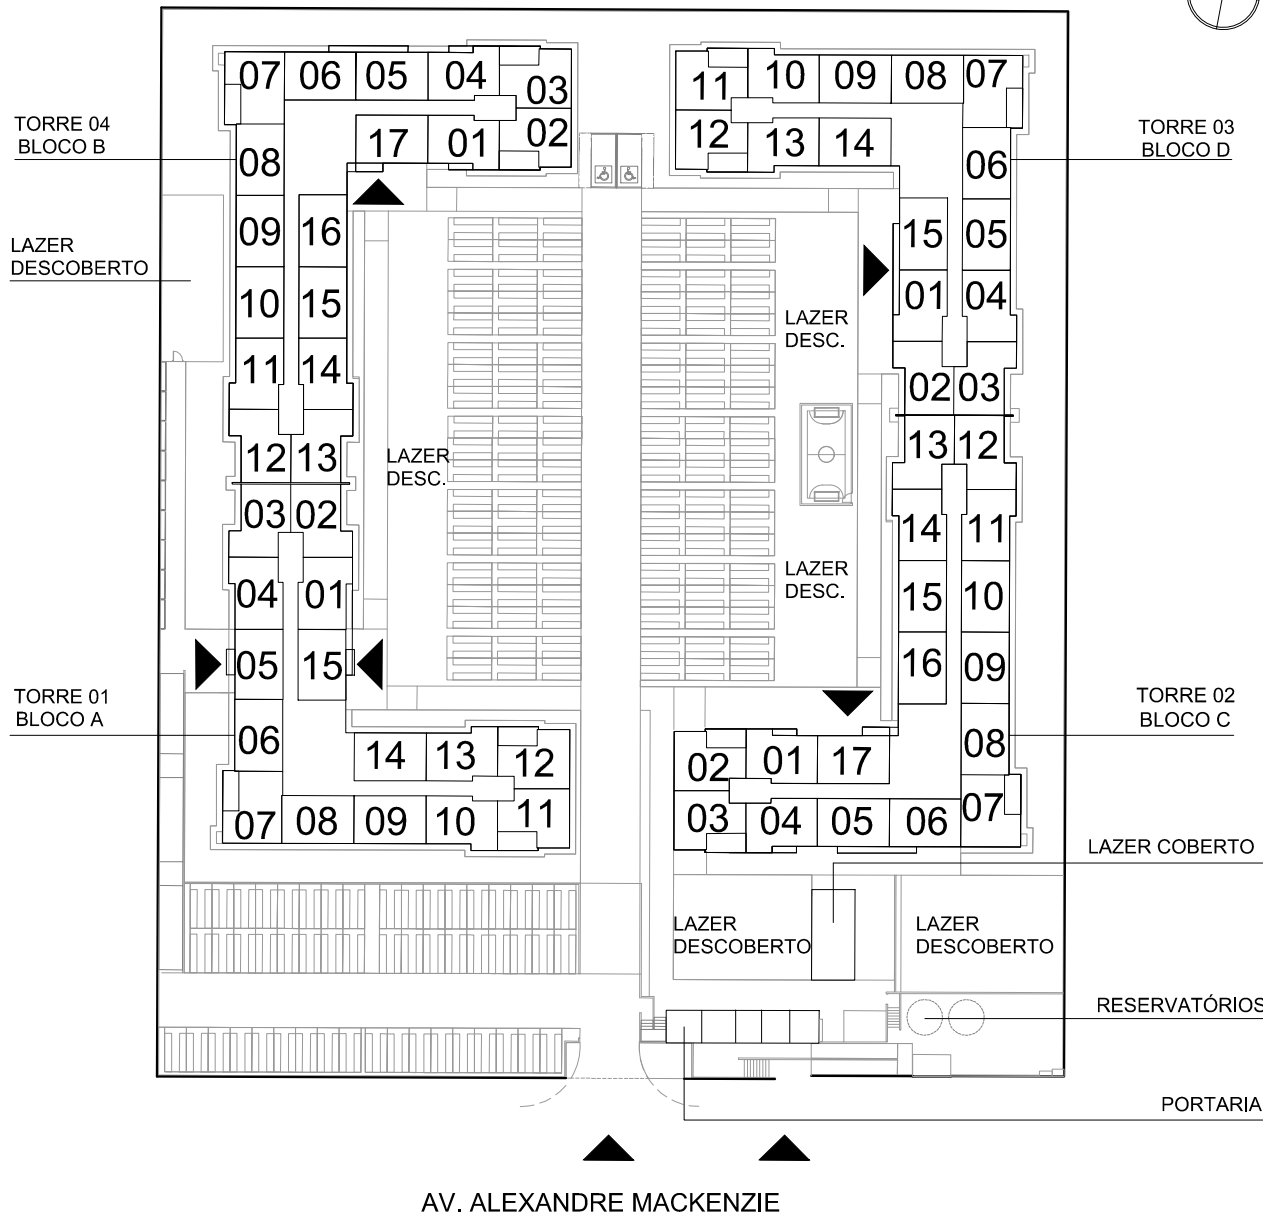 07 06 05 04 03
11 10 09 08 07
TORRE 04
BLOCO B
17 01 02
12 13 14
TORRE 03
BLOCO D
08
06
LAZER
DESCOBERTO
09 16
15 05
10 15
01 04
LAZER
DESC.
11 14
02 03
LAZER
DESC.
12 13
13 12
03 02
14 11
LAZER
DESC.
04 01
15 10
05 15
16 09
TORRE 01
BLOCO A
TORRE 02
BLOCO C
06
08
14 13 12
02 01 17
07 08 09 10 11
03 04 05 06 07
LAZER COBERTO
LAZER
DESCOBERTO
LAZER
DESCOBERTO
RESERVATÓRIOS
PORTARIA
AV. ALEXANDRE MACKENZIE